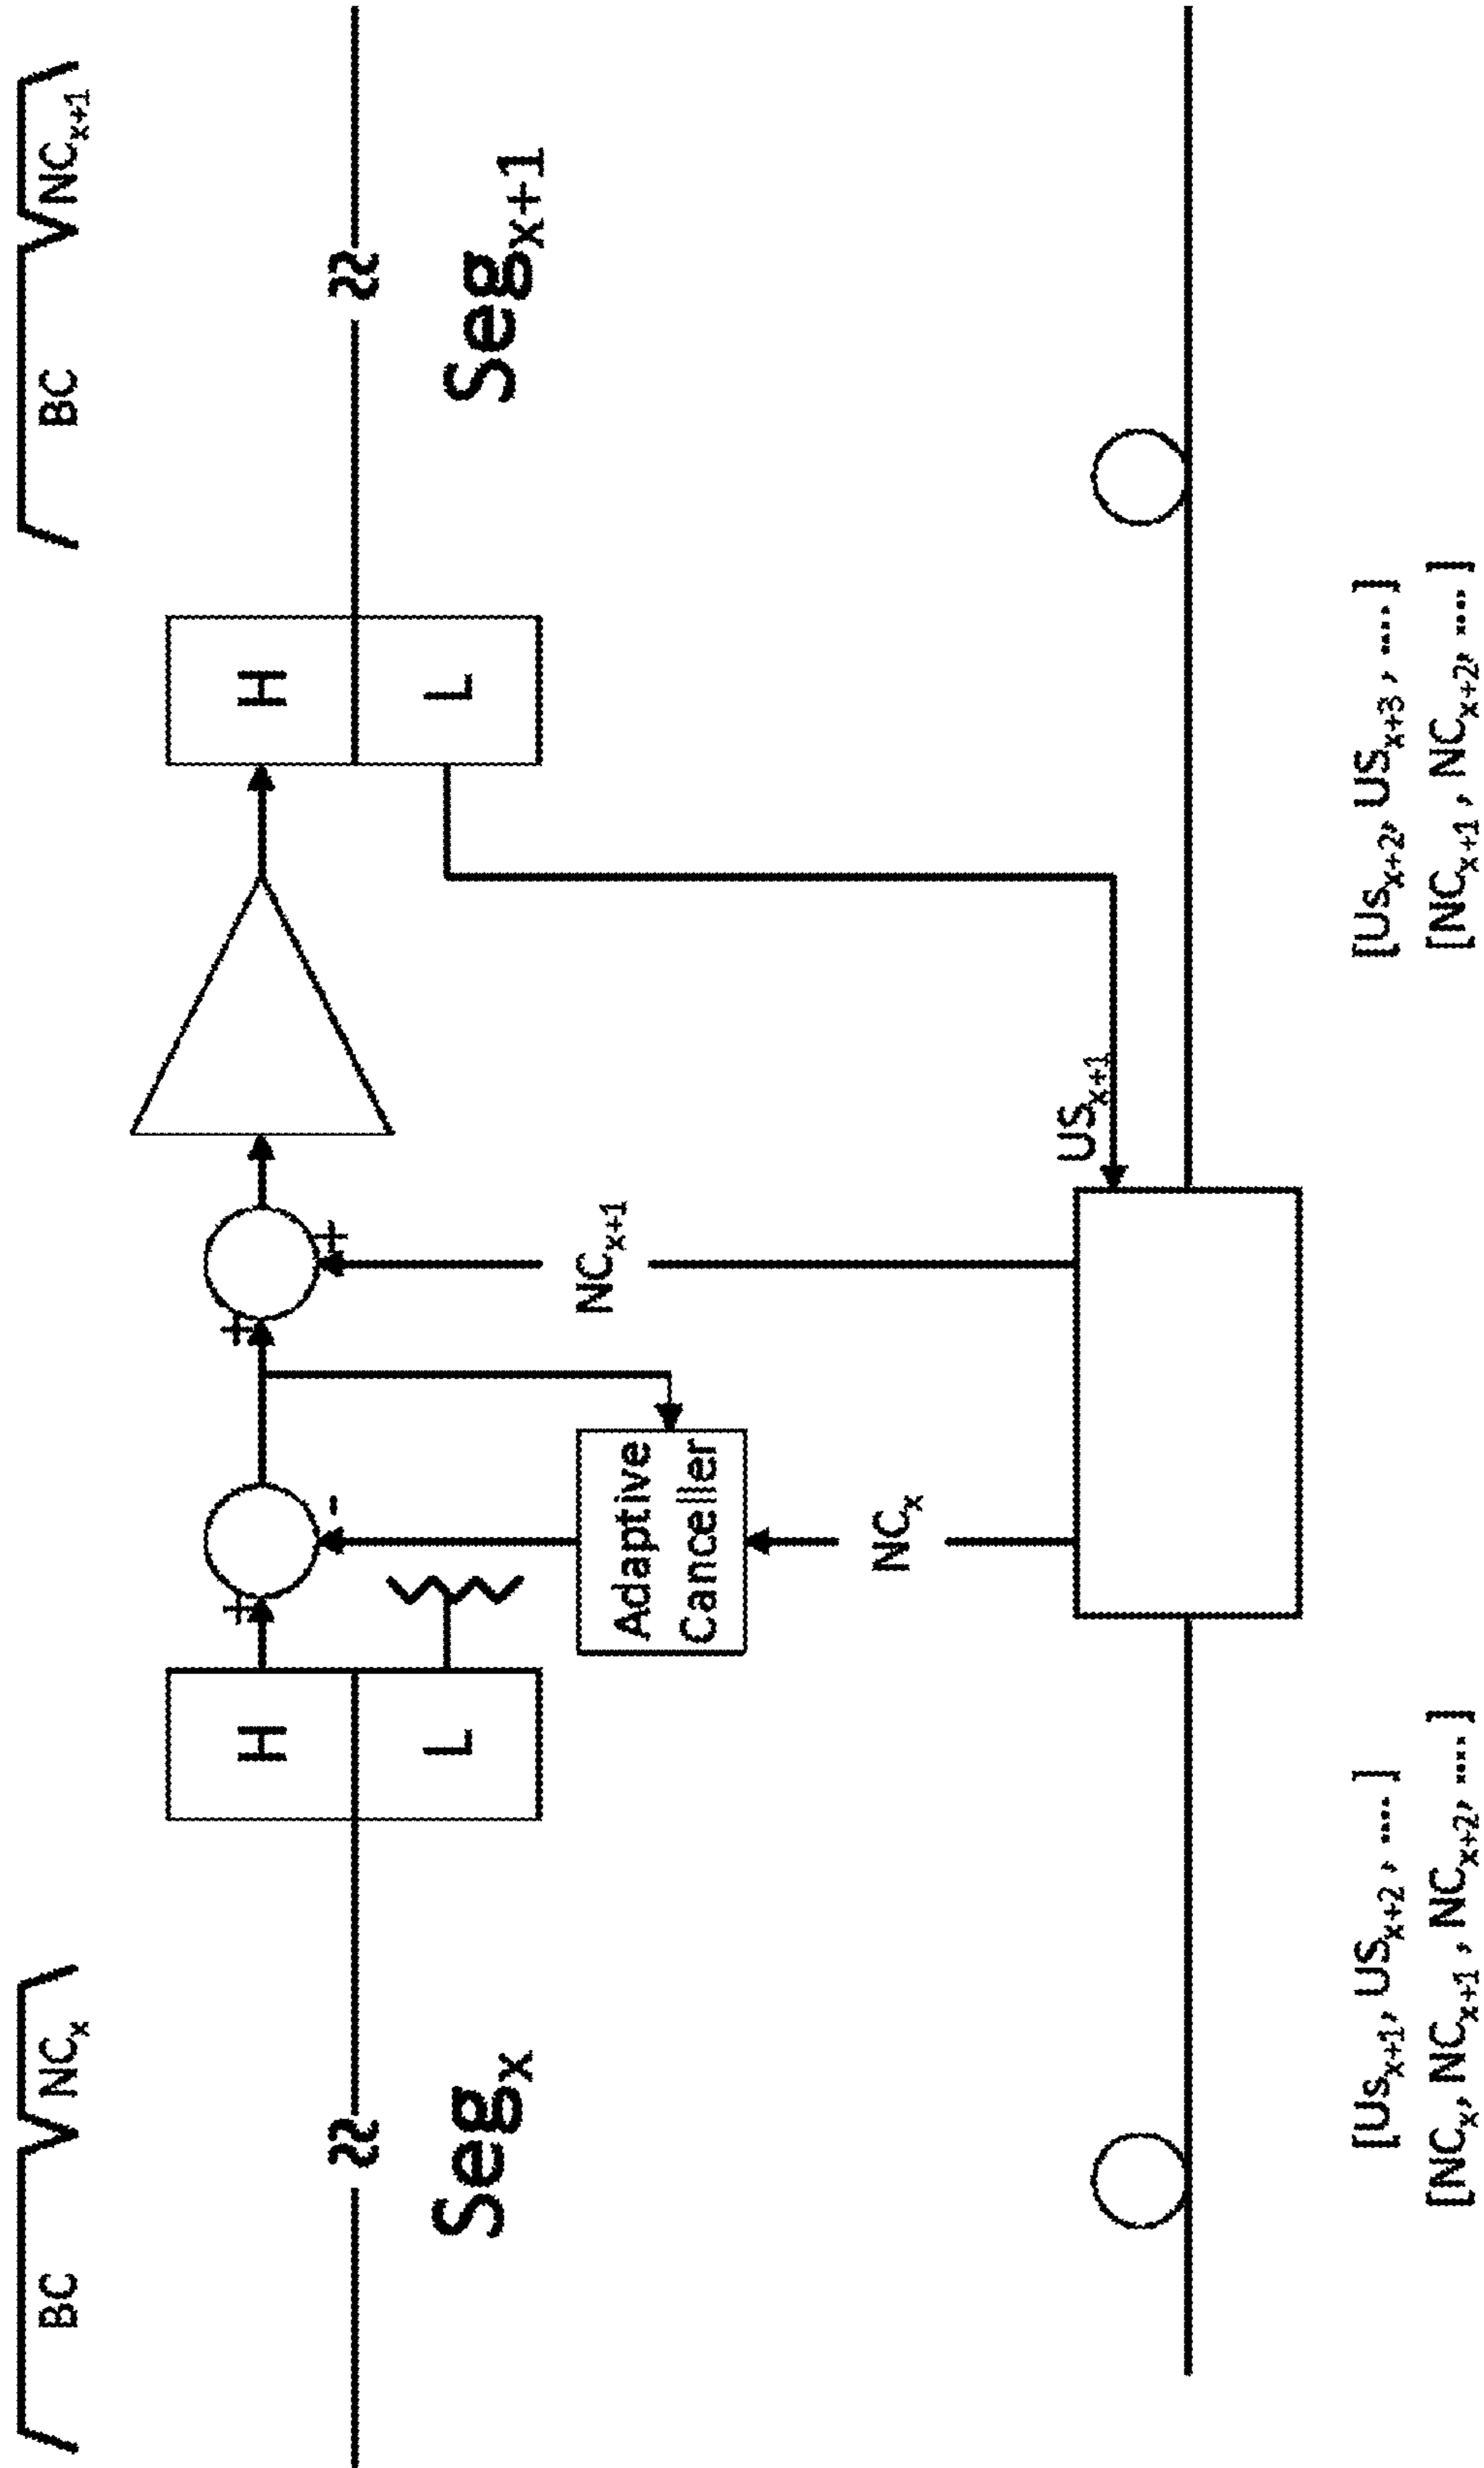 BC NCₓ
BC NCₓ₊₁
H
L
+
-
+
+
H
L
Segₓ
Segₓ₊₁
Adaptive
Canceller
NCₓ₊₁
NCₓ
USₓ₊₁
[Usₓ₊₁, USₓ₊₂, ....]
[NCₓ, NCₓ₊₁, NCₓ₊₂, ....]
[Usₓ₊₂, USₓ₊₃, ....]
[NCₓ₊₁, NCₓ₊₂, ....]